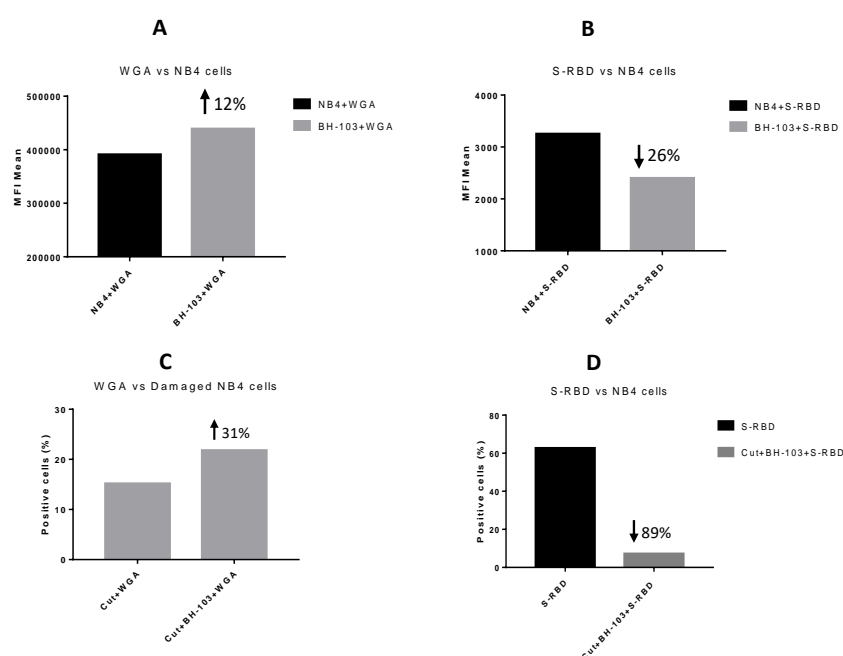 A
WGA vs NB4 cells
500000
400000
300000
200000
MFI Mean
12%
NB4+WGA
BH-103+WGA
NB4+WGA
BH-103+WGA
B
S-RBD vs NB4 cells
4000
3000
2000
1000
MFI Mean
26%
NB4+S-RBD
BH-103+S-RBD
NB4+S-RBD
BH-103+S-RBD
C
WGA vs Damaged NB4 cells
30
20
10
0
Positive cells (%)
31%
Cut+WGA
Cut+BH-103+WGA
D
S-RBD vs NB4 cells
80
60
40
20
0
Positive cells (%)
89%
S-RBD
Cut+BH-103+S-RBD
S-RBD
Cut+BH-103+S-RBD